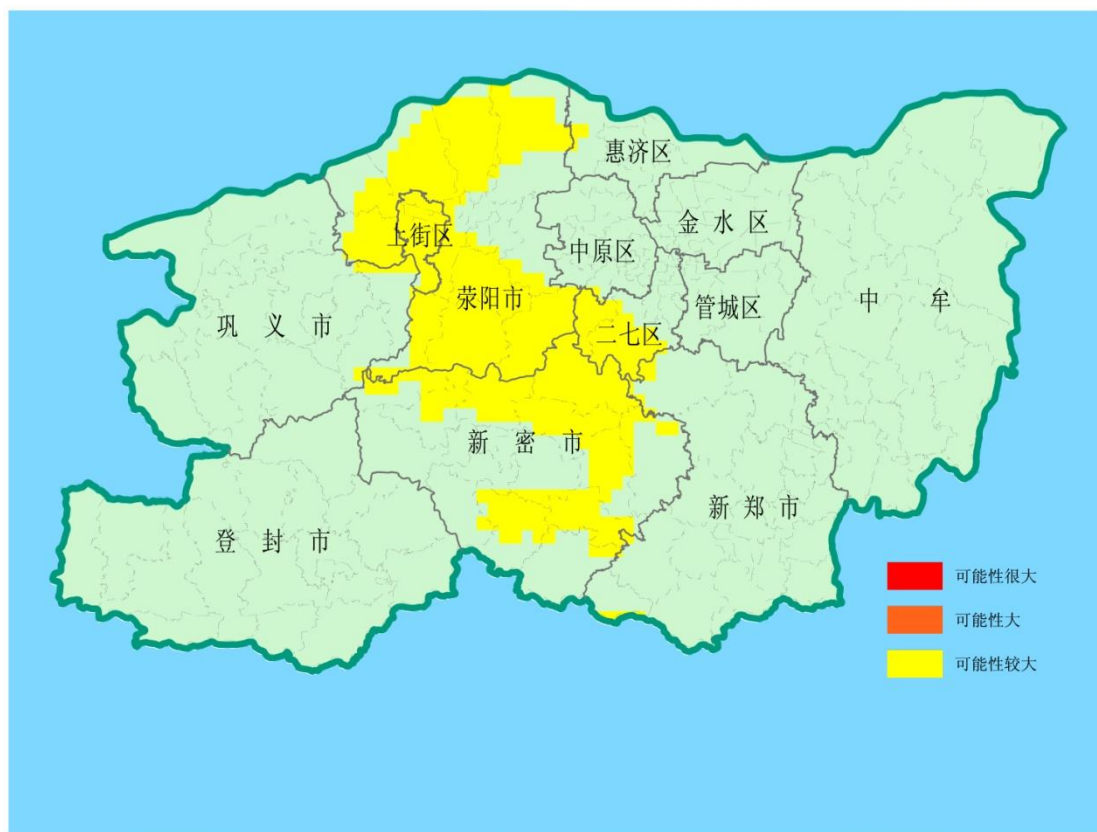 惠济区
金水区
上街区
中原区
荥阳市
管城区
中牟
巩义市
二七区
新密市
新郑市
登封市
可能性很大
可能性大
可能性较大